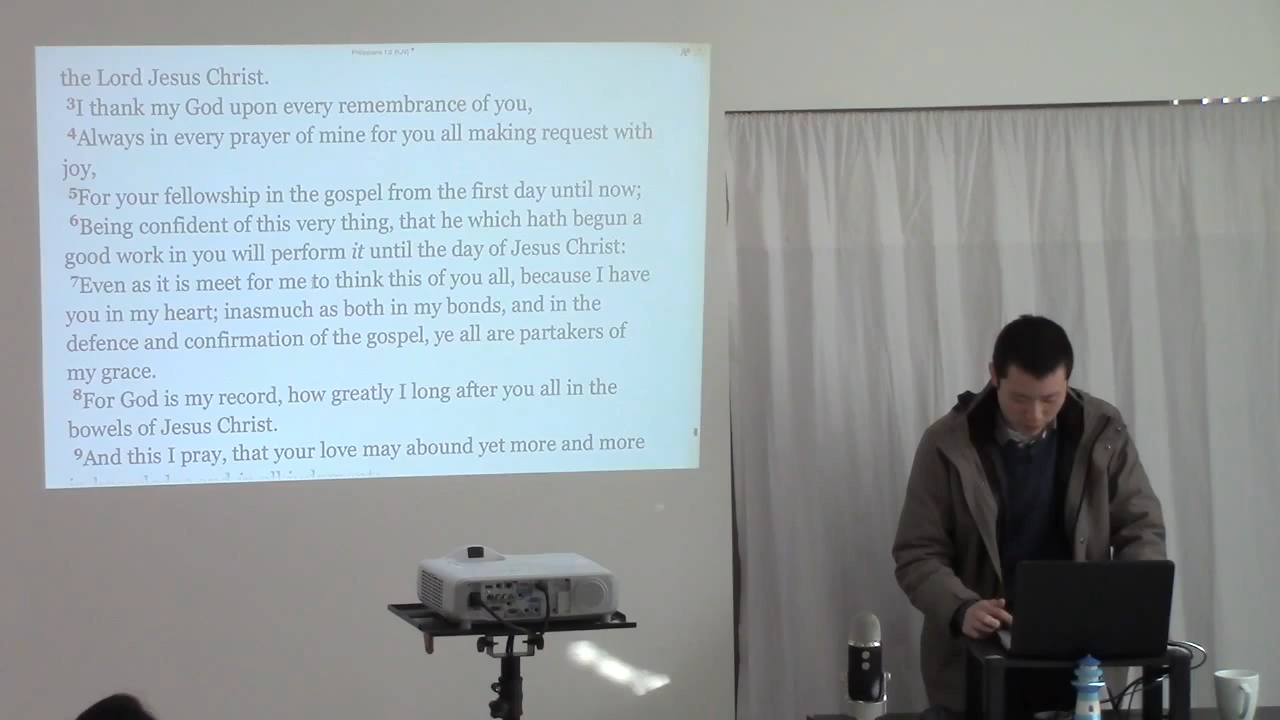 Philippians 1:2 (KJV)
the Lord Jesus Christ.
3I thank my God upon every remembrance of you,
4Always in every prayer of mine for you all making request with
joy,
5For your fellowship in the gospel from the first day until now;
6Being confident of this very thing, that he which hath begun a
good work in you will perform it until the day of Jesus Christ:
7Even as it is meet for me to think this of you all, because I have
you in my heart; inasmuch as both in my bonds, and in the
defence and confirmation of the gospel, ye all are partakers of
my grace.
8For God is my record, how greatly I long after you all in the
bowels of Jesus Christ.
9And this I pray, that your love may abound yet more and more